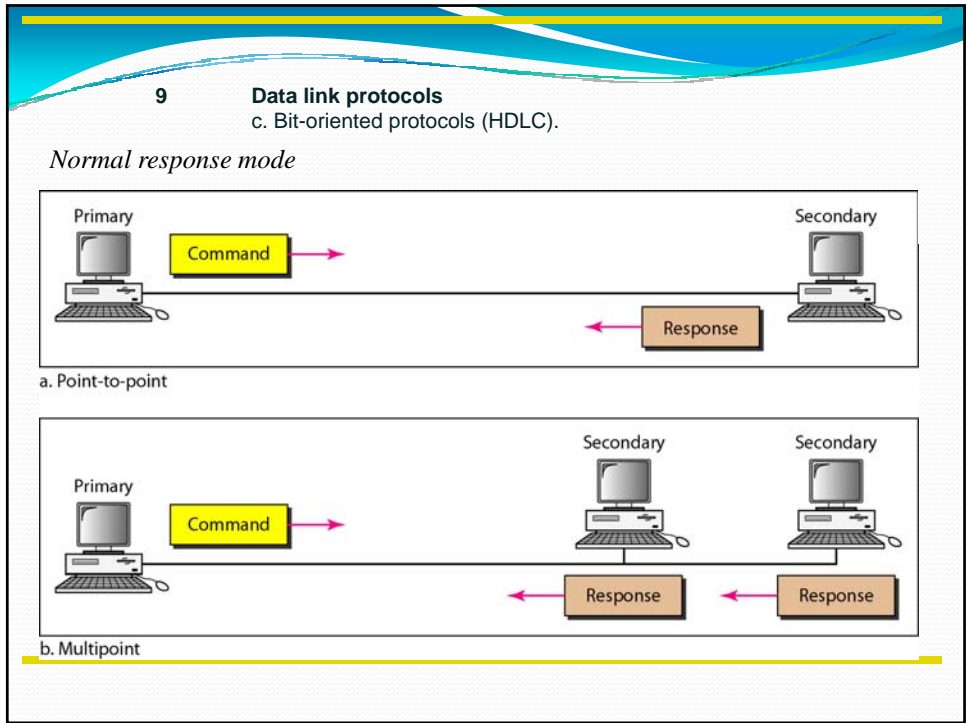 9 Data link protocols
c. Bit-oriented protocols (HDLC).
Normal response mode
Primary Secondary
Command
Response
a. Point-to-point
Secondary Secondary
Primary
Command
Response Response
b. Multipoint